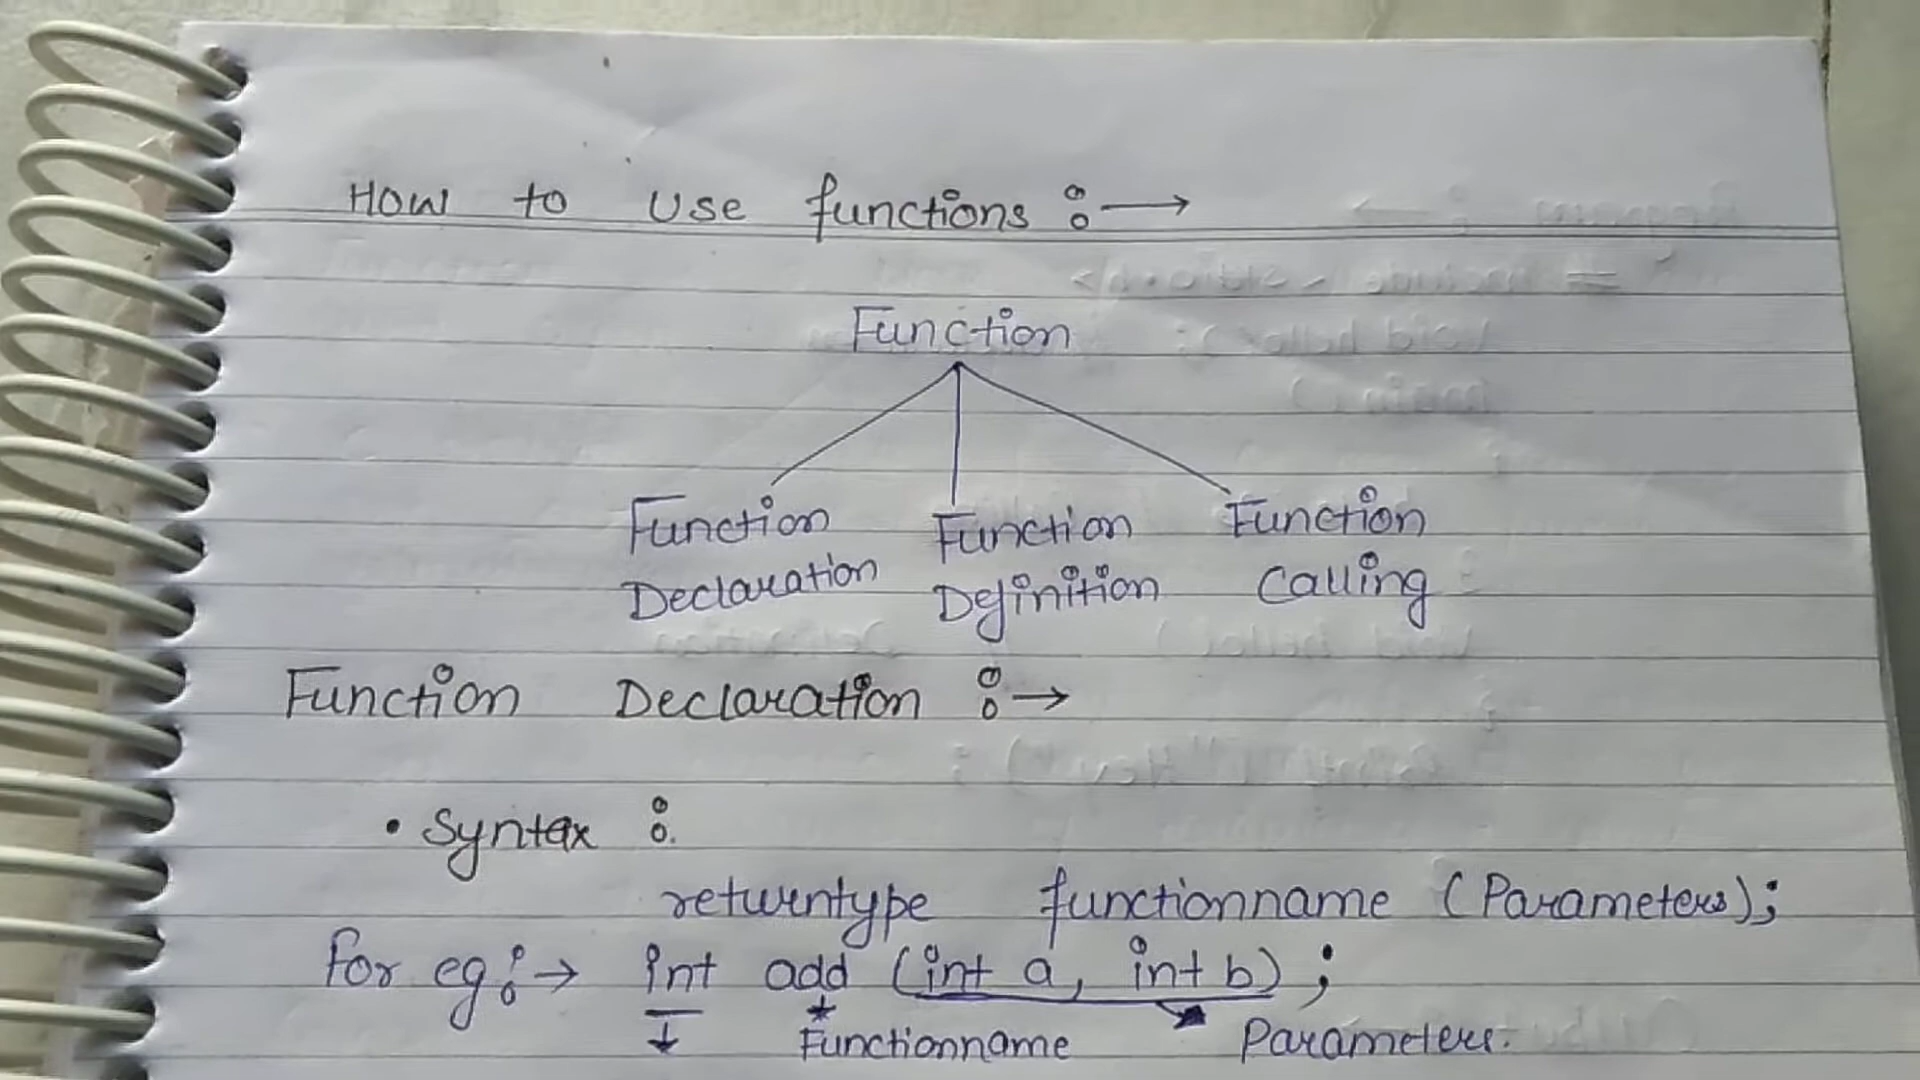 How to use functions :→
Function
Function Declaration
Function Definition
Function Calling
Function Declaration :→
• Syntax :
returntype functionname (Parameters);
for eg :→ int add (int a, int b) ;
Functionname Parameters.